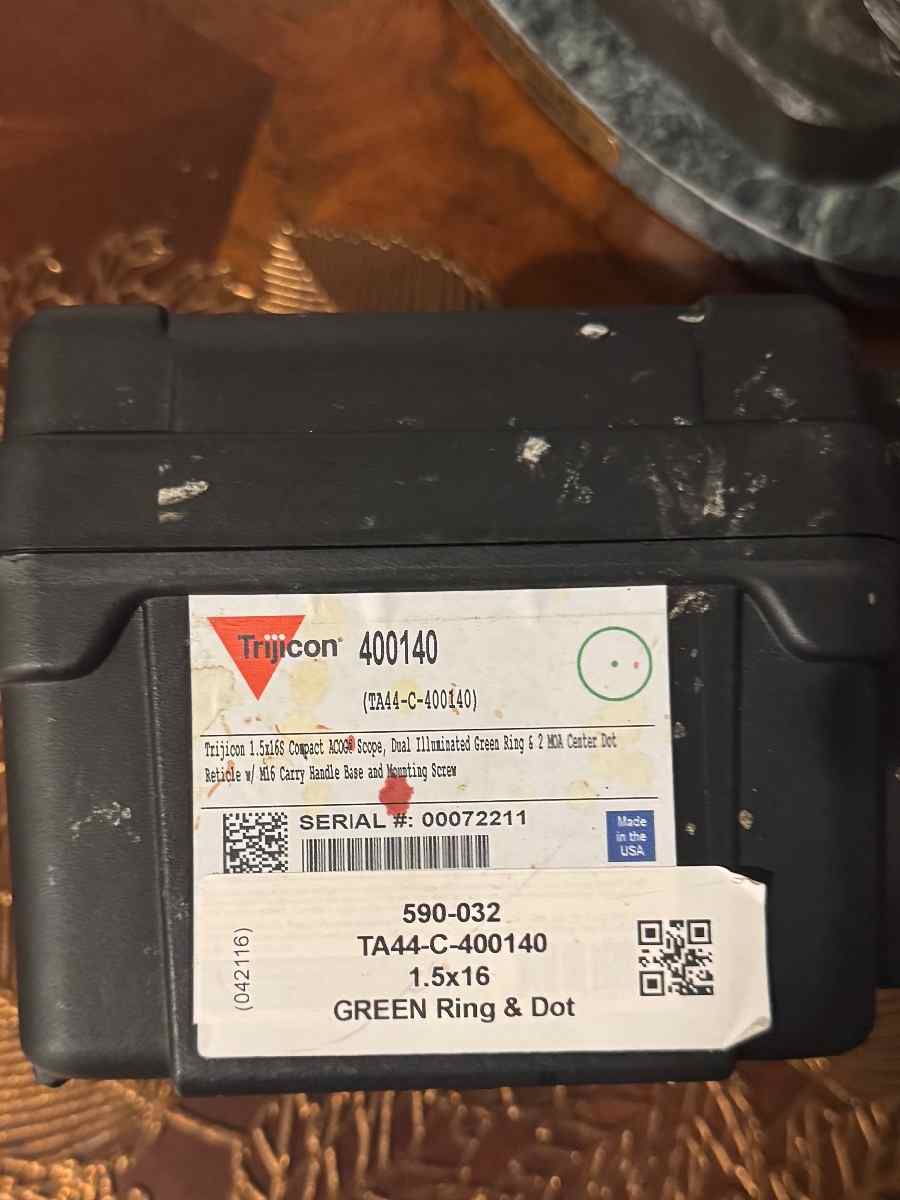 Trijicon® 400140
(TA44-C-400140)
Trijicon 1.5x16S Compact ACOG® Scope, Dual Illuminated Green Ring & 2 MOA Center Dot
Reticle w/ M16 Carry Handle Base and Mounting Screw
SERIAL #: 00072211
Made
in the
USA
(042116)
590-032
TA44-C-400140
1.5x16
GREEN Ring & Dot